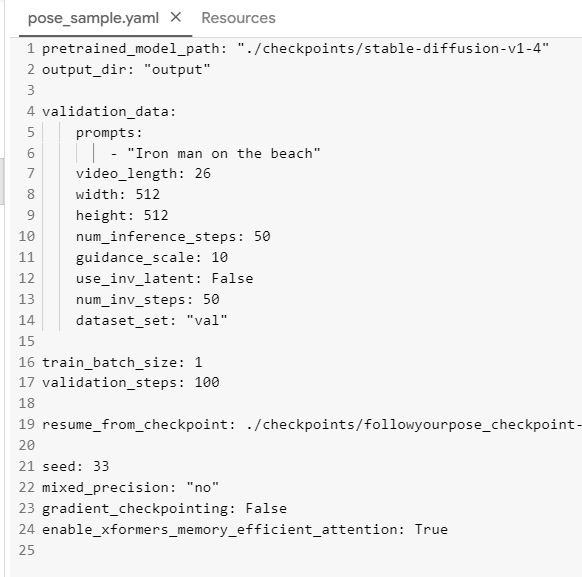 pose_sample.yaml × Resources
1 pretrained_model_path: "./checkpoints/stable-diffusion-v1-4"
2 output_dir: "output"
3
4 validation_data:
5     prompts:
6         - "Iron man on the beach"
7     video_length: 26
8     width: 512
9     height: 512
10     num_inference_steps: 50
11     guidance_scale: 10
12     use_inv_latent: False
13     num_inv_steps: 50
14     dataset_set: "val"
15
16 train_batch_size: 1
17 validation_steps: 100
18
19 resume_from_checkpoint: ./checkpoints/followyourpose_checkpoint-
20
21 seed: 33
22 mixed_precision: "no"
23 gradient_checkpointing: False
24 enable_xformers_memory_efficient_attention: True
25